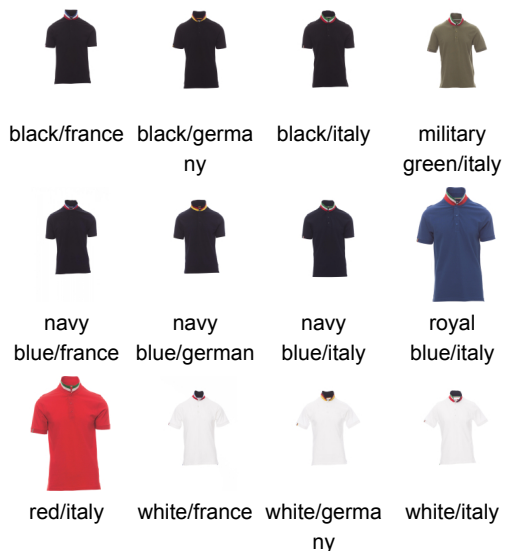 black/france black/germa black/italy military
ny green/italy
navy navy navy royal
blue/france blue/german blue/italy blue/italy
red/italy white/france white/germa white/italy
ny